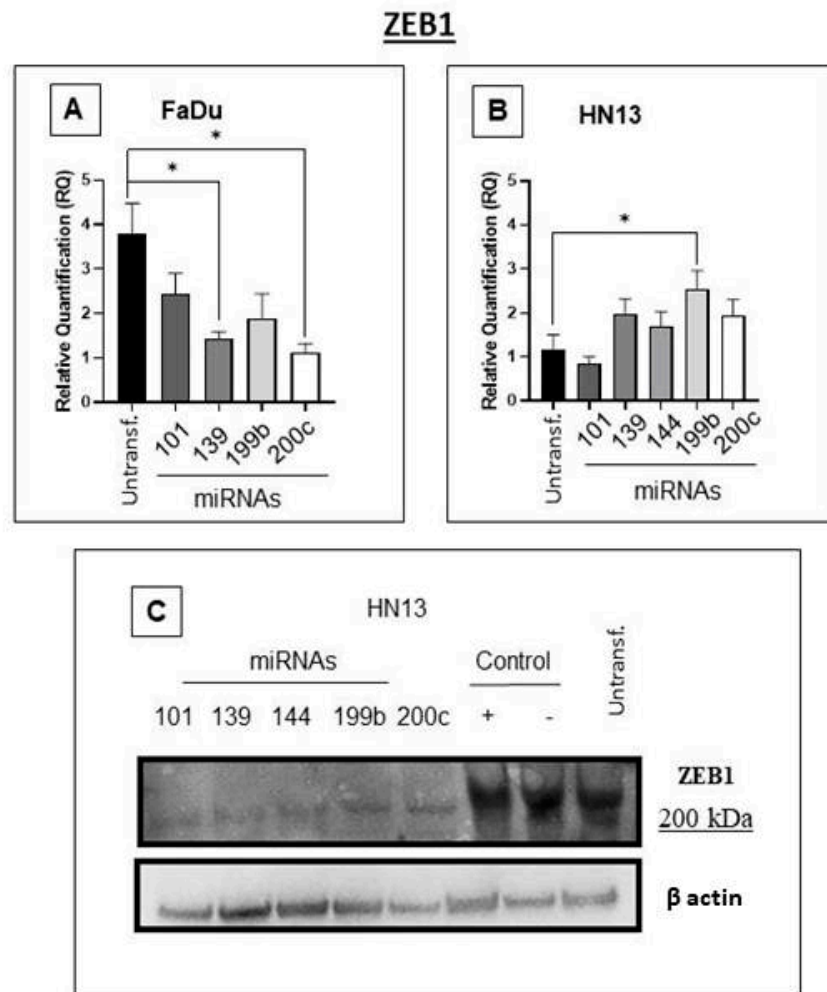 ZEB1
A
FaDu
*
*
Relative Quantification (RQ)
5
4
3
2
1
0
Untransf.
101
139
199b
200c
miRNAs
B
HN13
*
Relative Quantification (RQ)
5
4
3
2
1
0
Untransf.
101
139
144
199b
200c
miRNAs
C
HN13
miRNAs
Control
Untransf.
101 139 144 199b 200c + -
ZEB1
200 kDa
β actin